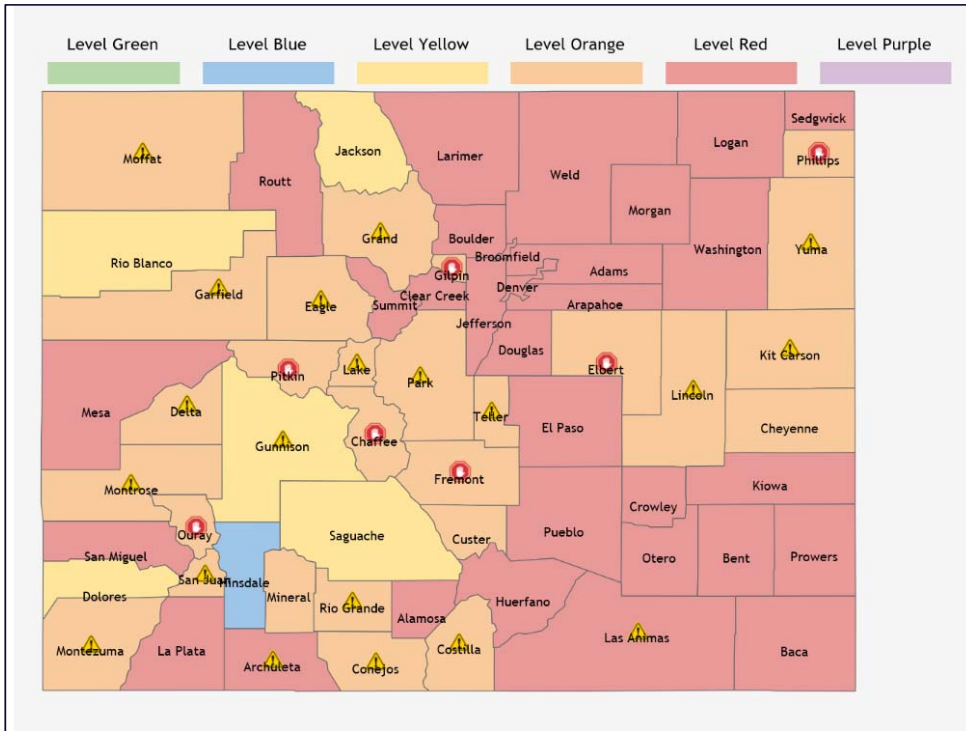 Level Green
Level Blue
Level Yellow
Level Orange
Level Red
Level Purple
Sedgwick
Moffat
Routt
Jackson
Larimer
Weld
Logan
Phillips
Morgan
Washington
Yuma
Grand
Boulder
Rio Blanco
Garfield
Eagle
Gilpin
Broomfield
Adams
Denver
Summit
Clear Creek
Arapahoe
Jefferson
Douglas
Elbert
Kit Carson
Pitkin
Lake
Park
Lincoln
Mesa
Delta
Gunnison
Chaffee
Teller
El Paso
Cheyenne
Montrose
Fremont
Kiowa
Crowley
Ouray
Saguache
Custer
Pueblo
San Miguel
Otero
Bent
Prowers
San Juan
Hinsdale
Dolores
Mineral
Rio Grande
Huerfano
Alamosa
Montezuma
La Plata
Archuleta
Conejos
Costilla
Las Animas
Baca